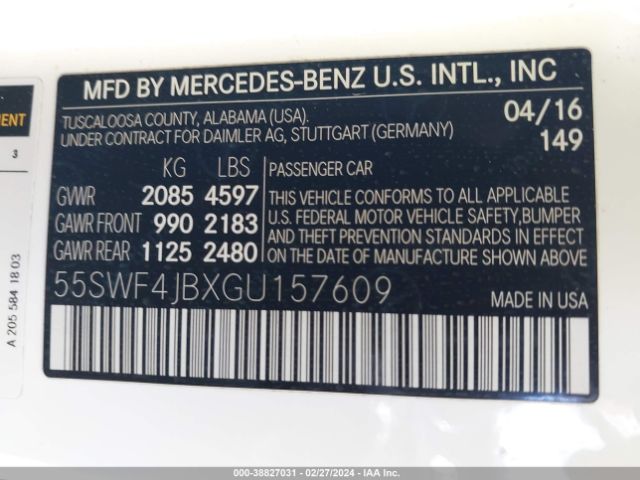 MFD BY MERCEDES-BENZ U.S. INTL., INC
TUSCALOOSA COUNTY, ALABAMA (USA).
UNDER CONTRACT FOR DAIMLER AG, STUTTGART (GERMANY)
04/16
149
KG LBS
GVWR 2085 4597
GAWR FRONT 990 2183
GAWR REAR 1125 2480
PASSENGER CAR
THIS VEHICLE CONFORMS TO ALL APPLICABLE
U.S. FEDERAL MOTOR VEHICLE SAFETY,BUMPER
AND THEFT PREVENTION STANDARDS IN EFFECT
ON THE DATE OF MANUFACTURE SHOWN ABOVE
55SWF4JBXGU157609
MADE IN USA
3
A 205 584 18 03
000-38827031 - 02/27/2024 - IAA Inc.